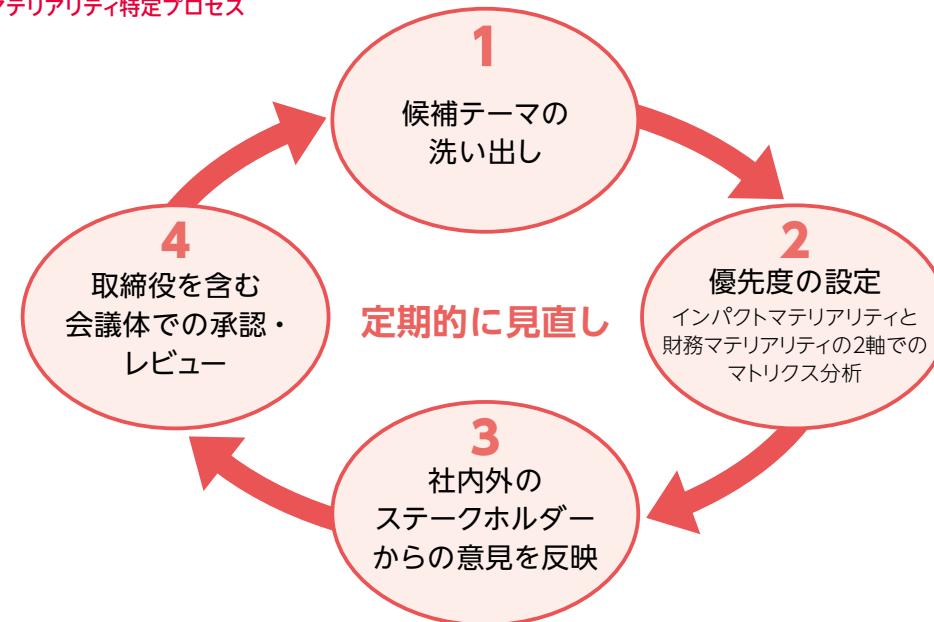 マテリアリティ特定プロセス
1
候補テーマの
洗い出し
2
優先度の設定
インパクトマテリアリティと
財務マテリアリティの2軸での
マトリクス分析
3
社内外の
ステークホルダー
からの意見を反映
4
取締役を含む
会議体での承認・
レビュー
定期的に見直し